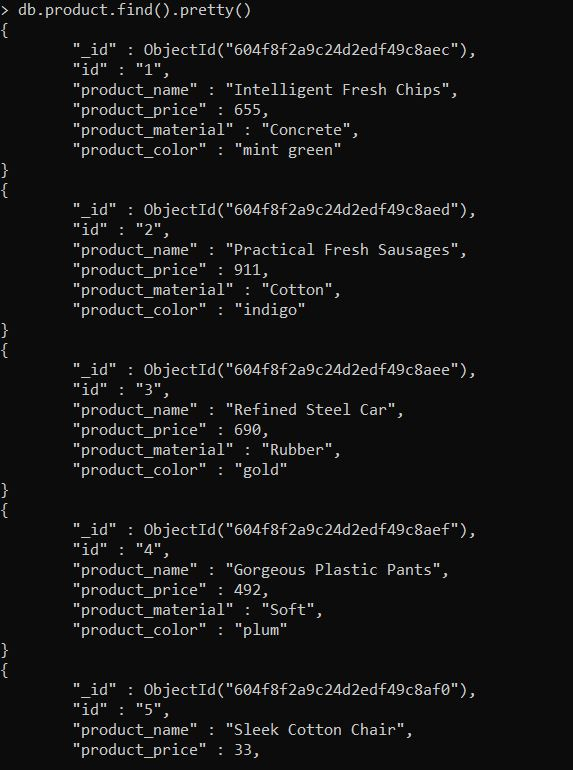 > db.product.find().pretty()
{
"_id" : ObjectId("604f8f2a9c24d2edf49c8aec"),
"id" : "1",
"product_name" : "Intelligent Fresh Chips",
"product_price" : 655,
"product_material" : "Concrete",
"product_color" : "mint green"
}
{
"_id" : ObjectId("604f8f2a9c24d2edf49c8aed"),
"id" : "2",
"product_name" : "Practical Fresh Sausages",
"product_price" : 911,
"product_material" : "Cotton",
"product_color" : "indigo"
}
{
"_id" : ObjectId("604f8f2a9c24d2edf49c8aee"),
"id" : "3",
"product_name" : "Refined Steel Car",
"product_price" : 690,
"product_material" : "Rubber",
"product_color" : "gold"
}
{
"_id" : ObjectId("604f8f2a9c24d2edf49c8aef"),
"id" : "4",
"product_name" : "Gorgeous Plastic Pants",
"product_price" : 492,
"product_material" : "Soft",
"product_color" : "plum"
}
{
"_id" : ObjectId("604f8f2a9c24d2edf49c8af0"),
"id" : "5",
"product_name" : "Sleek Cotton Chair",
"product_price" : 33,